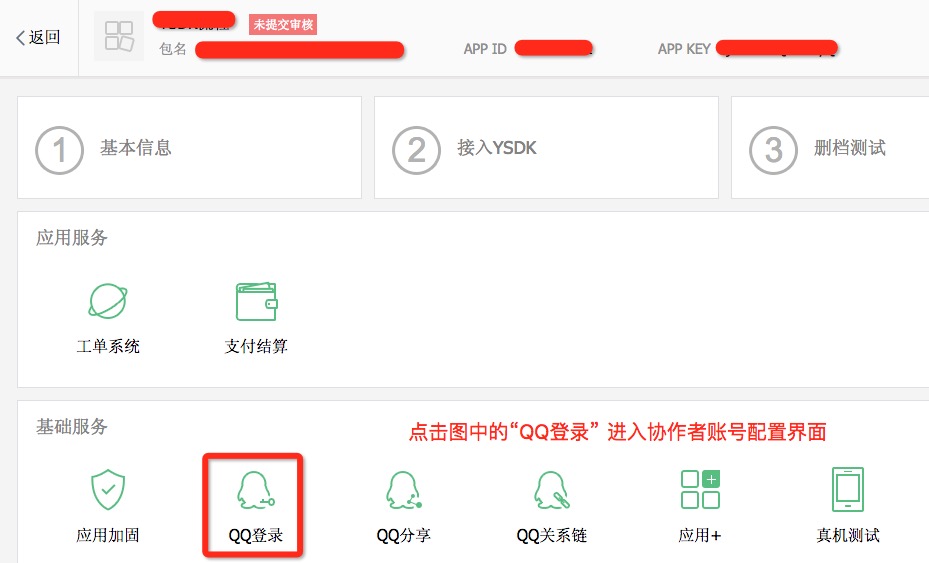 返回
未提交审核
包名
APP ID
APP KEY
1 基本信息
2 接入YSDK
3 删档测试
应用服务
工单系统
支付结算
基础服务
点击图中的“QQ登录” 进入协作者账号配置界面
应用加固
QQ登录
QQ分享
QQ关系链
应用+
真机测试